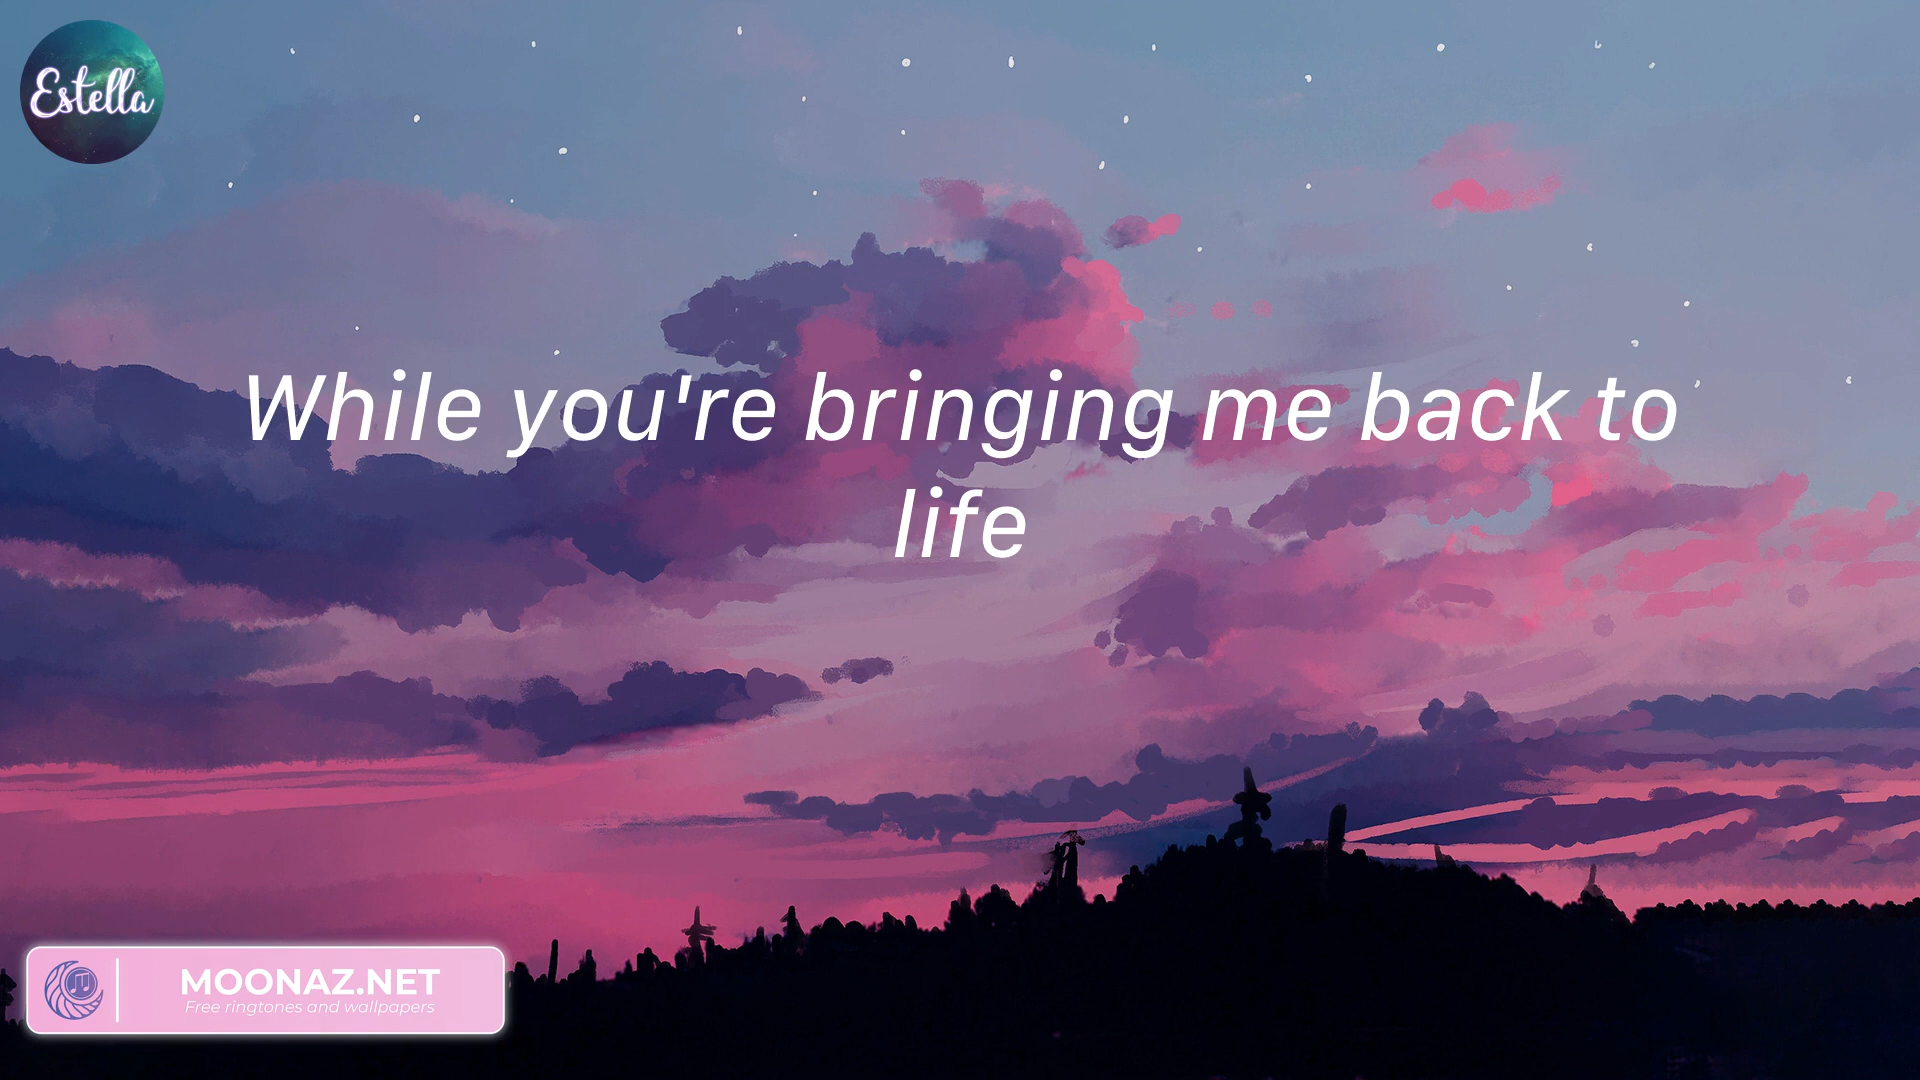 Estella
While you're bringing me back to
life
MOONAZ.NET
Free ringtones and wallpapers